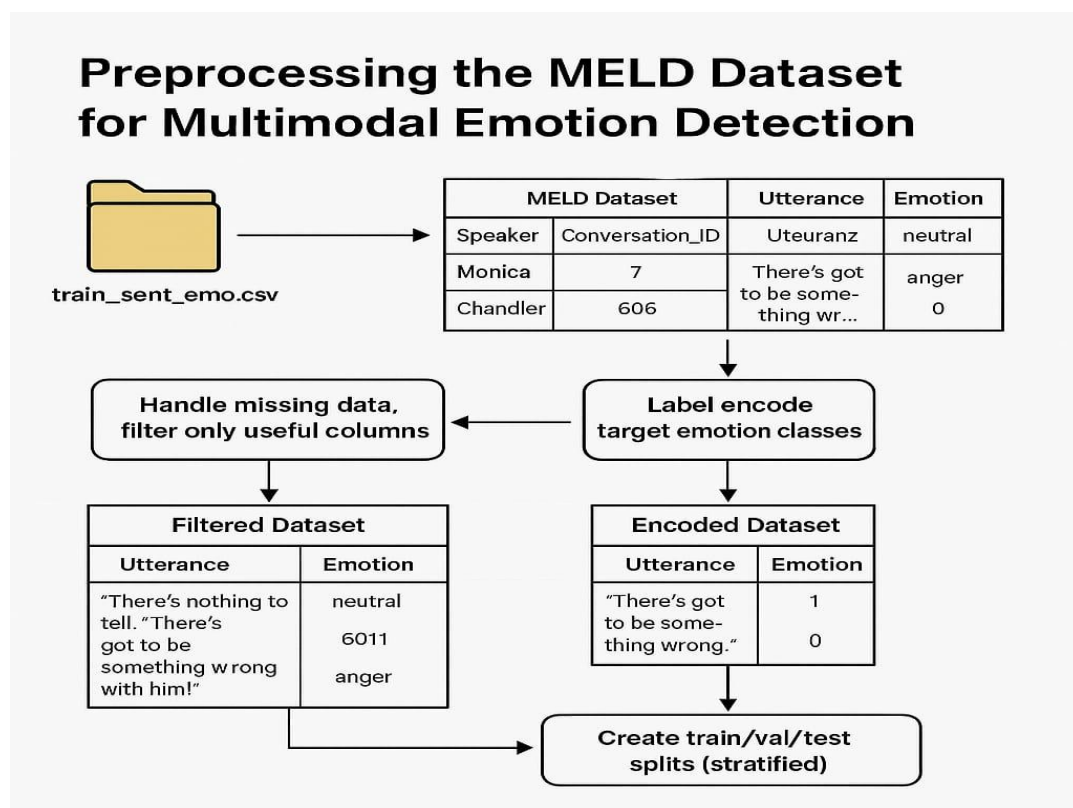 Preprocessing the MELD Dataset
for Multimodal Emotion Detection
train_sent_emo.csv
MELD Dataset
Utterance
Emotion
Speaker
Conversation_ID
Uteuranz
neutral
Monica
7
There's got
to be some-
thing wr...
anger
Chandler
606
0
Label encode
target emotion classes
Handle missing data,
filter only useful columns
Filtered Dataset
Utterance
Emotion
"There's nothing to
tell. "There's
got to be
something wrong
with him!"
neutral
6011
anger
Encoded Dataset
Utterance
Emotion
"There's got
to be some-
thing wrong."
1
0
Create train/val/test
splits (stratified)